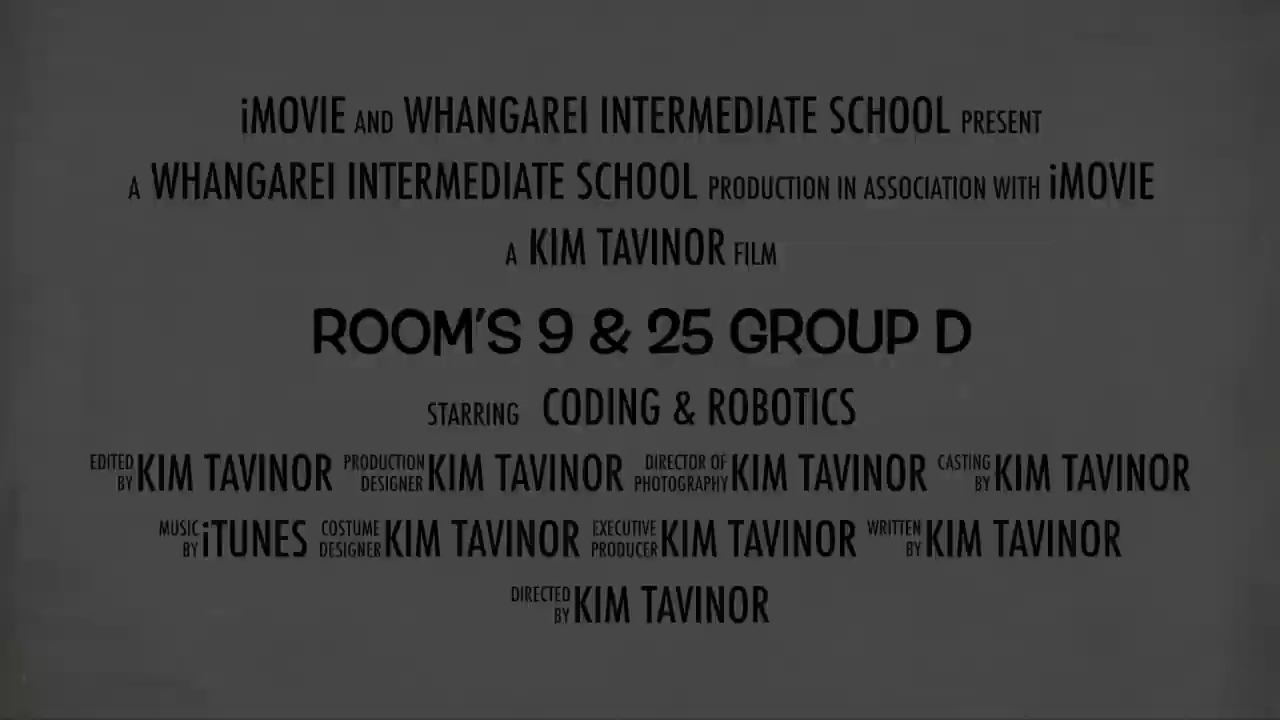 iMOVIE AND WHANGAREI INTERMEDIATE SCHOOL PRESENT
A WHANGAREI INTERMEDIATE SCHOOL PRODUCTION IN ASSOCIATION WITH iMOVIE
A KIM TAVINOR FILM
ROOM'S 9 & 25 GROUP D
STARRING CODING & ROBOTICS
EDITED BY KIM TAVINOR PRODUCTION DESIGNER KIM TAVINOR DIRECTOR OF PHOTOGRAPHY KIM TAVINOR CASTING BY KIM TAVINOR
MUSIC BY iTUNES COSTUME DESIGNER KIM TAVINOR EXECUTIVE PRODUCER KIM TAVINOR WRITTEN BY KIM TAVINOR
DIRECTED BY KIM TAVINOR